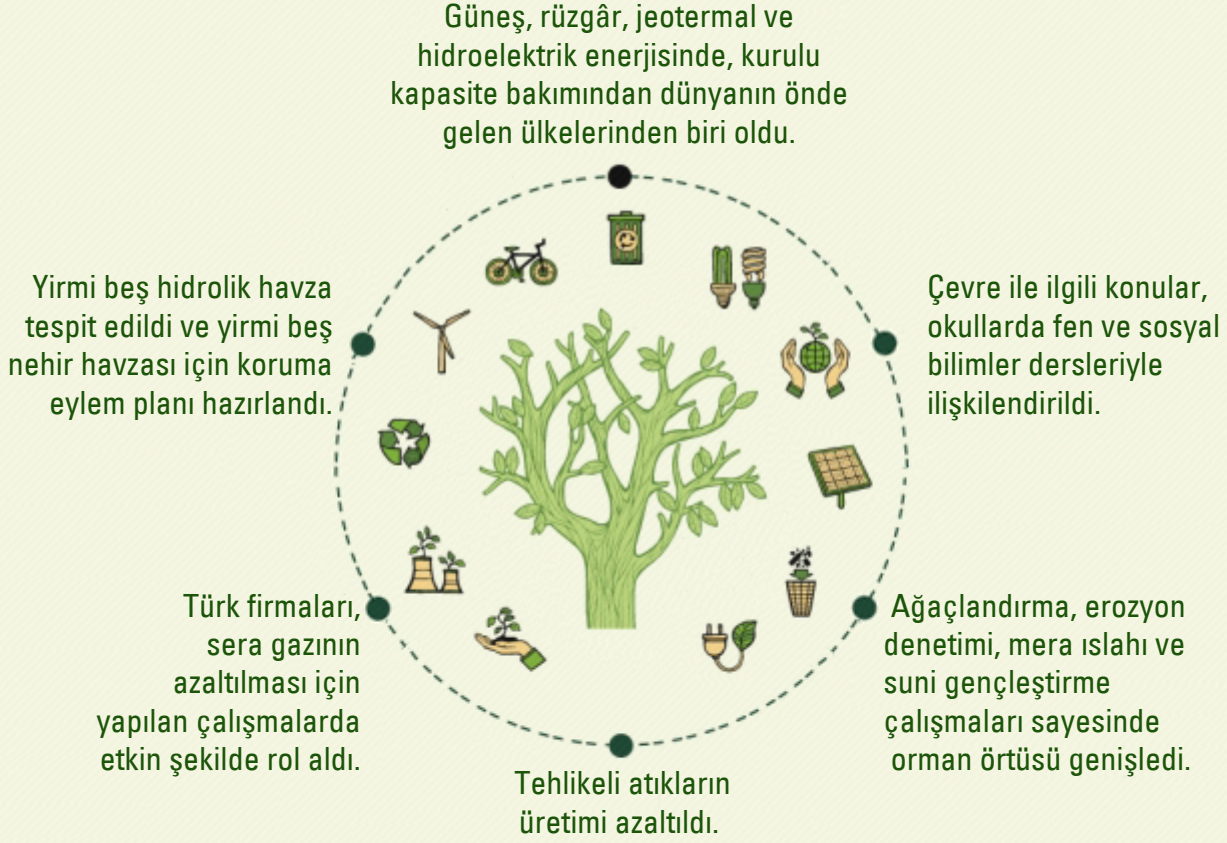 Güneş, rüzgâr, jeotermal ve
hidroelektrik enerjisinde, kurulu
kapasite bakımından dünyanın önde
gelen ülkelerinden biri oldu.
Çevre ile ilgili konular,
okullarda fen ve sosyal
bilimler dersleriyle
ilişkilendirildi.
Ağaçlandırma, erozyon
denetimi, mera ıslahı ve
suni gençleştirme
çalışmaları sayesinde
orman örtüsü genişledi.
Tehlikeli atıkların
üretimi azaltıldı.
Türk firmaları,
sera gazının
azaltılması için
yapılan çalışmalarda
etkin şekilde rol aldı.
Yirmi beş hidrolik havza
tespit edildi ve yirmi beş
nehir havzası için koruma
eylem planı hazırlandı.